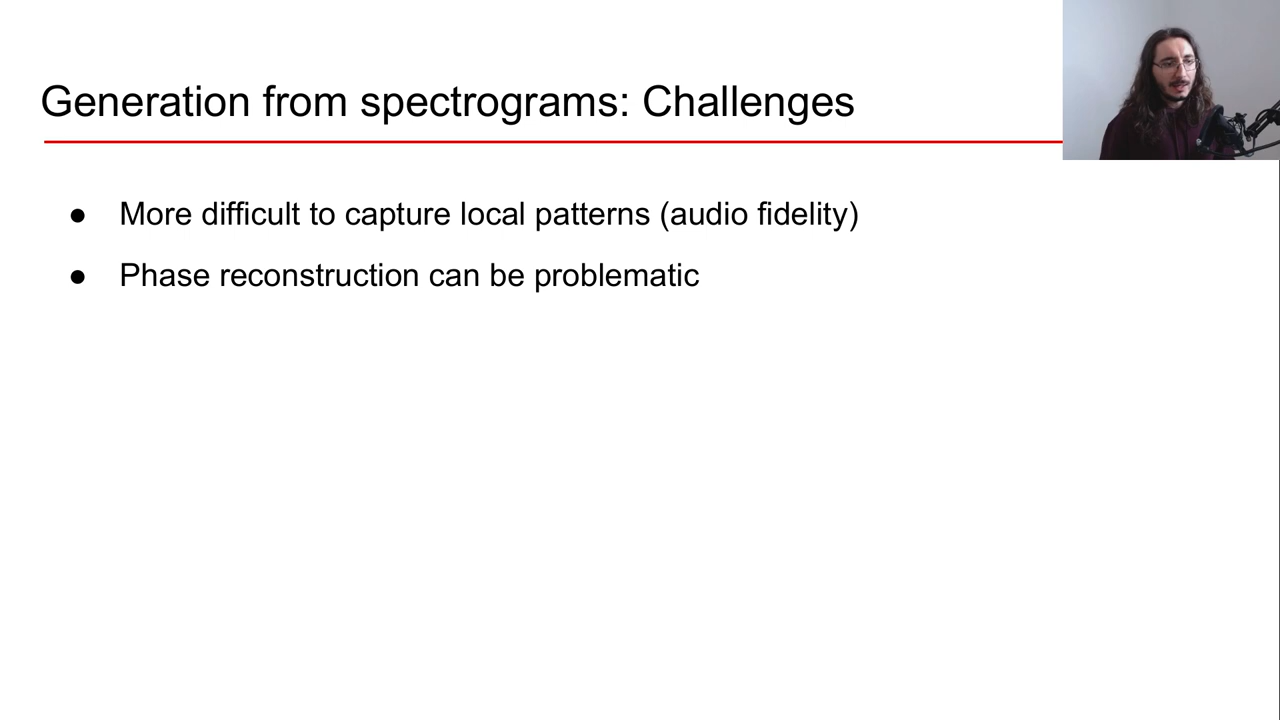 Generation from spectrograms: Challenges
● More difficult to capture local patterns (audio fidelity)
● Phase reconstruction can be problematic